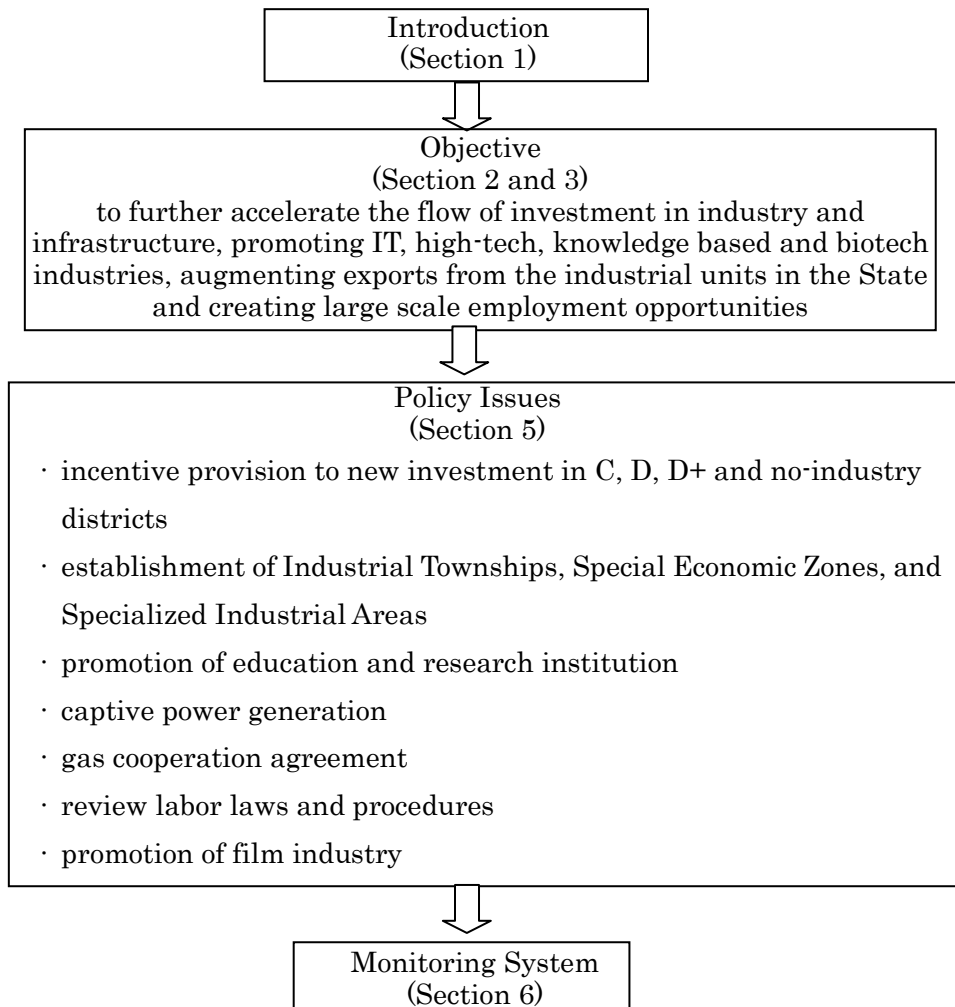 Introduction
(Section 1)
Objective
(Section 2 and 3)
to further accelerate the flow of investment in industry and
infrastructure, promoting IT, high-tech, knowledge based and biotech
industries, augmenting exports from the industrial units in the State
and creating large scale employment opportunities
Policy Issues
(Section 5)
· incentive provision to new investment in C, D, D+ and no-industry
districts
· establishment of Industrial Townships, Special Economic Zones, and
Specialized Industrial Areas
· promotion of education and research institution
· captive power generation
· gas cooperation agreement
· review labor laws and procedures
· promotion of film industry
Monitoring System
(Section 6)